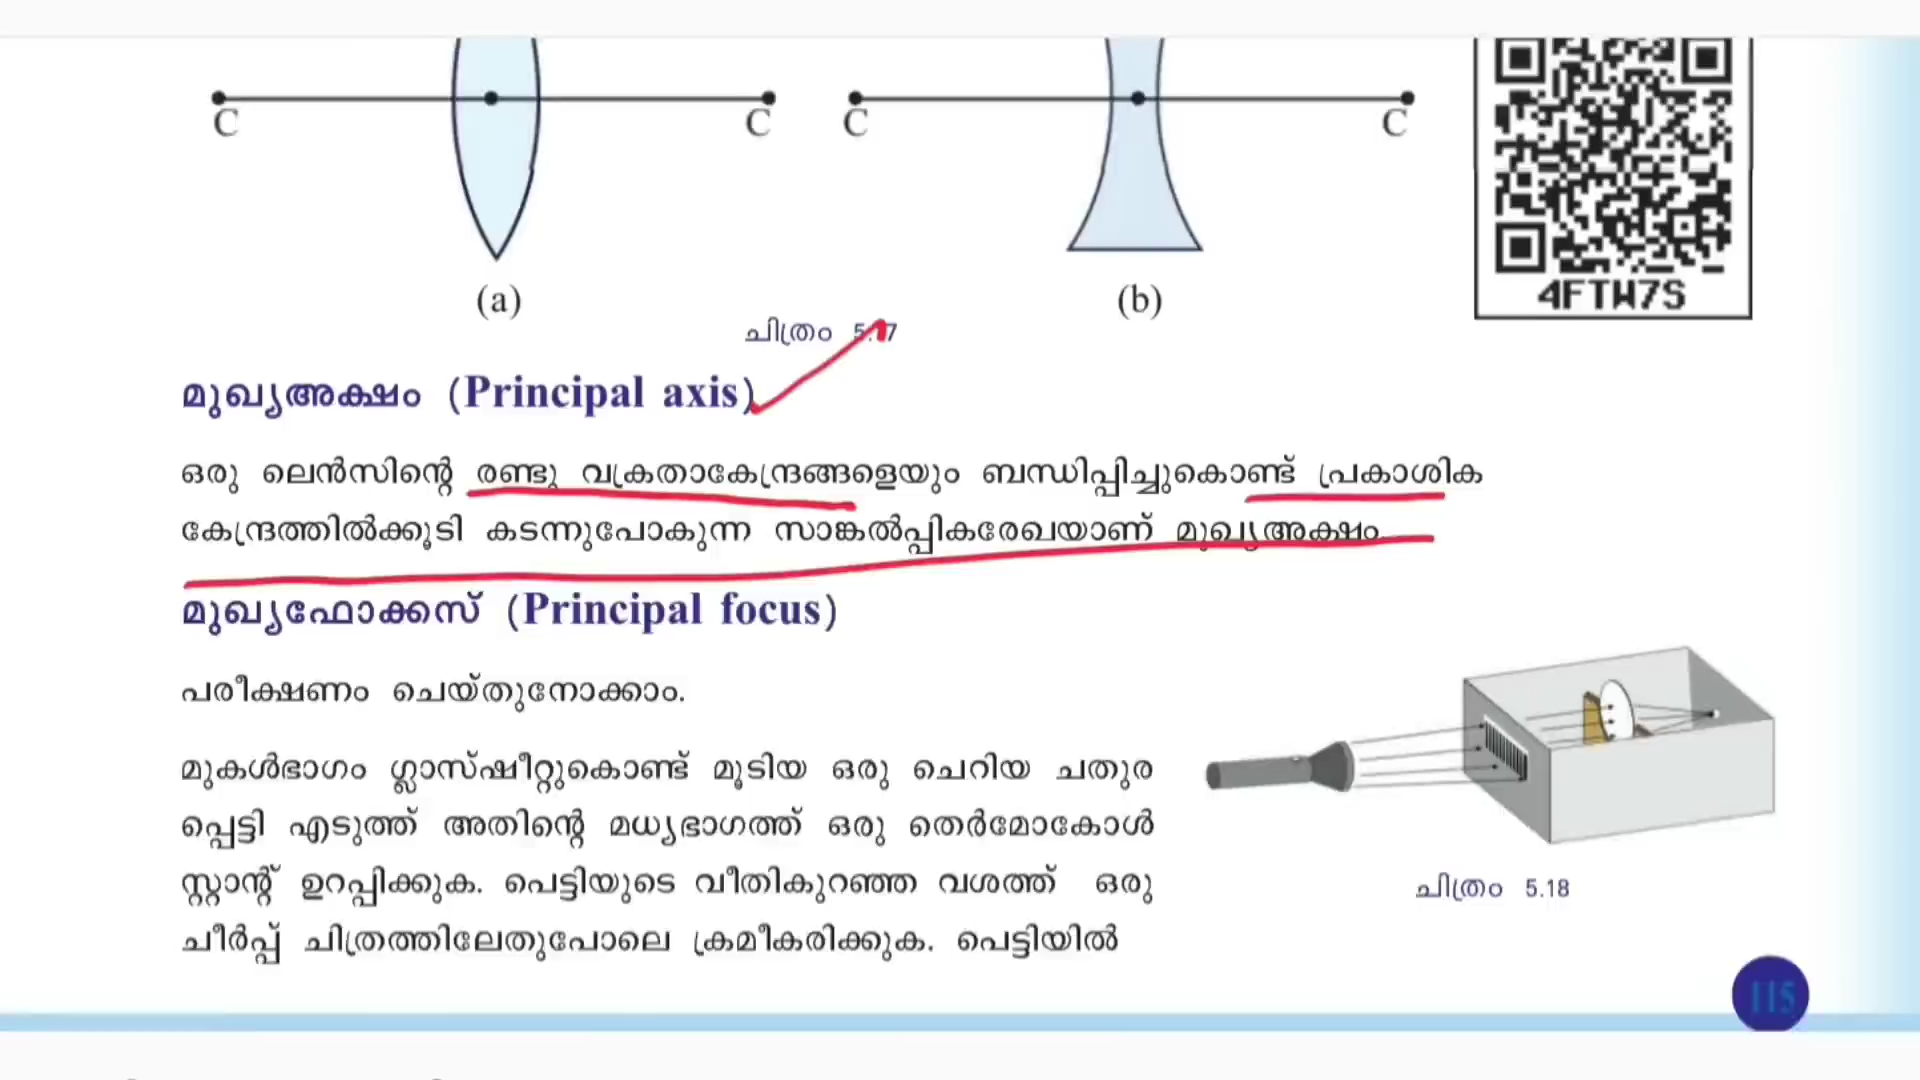 C C C C
4FTW7S
(a) (b)
ചിത്രം 5.17
മുഖ്യഅക്ഷം (Principal axis)
ഒരു ലെൻസിന്റെ രണ്ടു വക്രതാകേന്ദ്രങ്ങളെയും ബന്ധിപ്പിച്ചുകൊണ്ട് പ്രകാശിക
കേന്ദ്രത്തിൽക്കൂടി കടന്നുപോകുന്ന സാങ്കൽപ്പികരേഖയാണ് മുഖ്യഅക്ഷം.
മുഖ്യഫോക്കസ് (Principal focus)
പരീക്ഷണം ചെയ്തുനോക്കാം.
മുകൾഭാഗം ഗ്ലാസ്ഷീറ്റുകൊണ്ട് മൂടിയ ഒരു ചെറിയ ചതുര
പ്പെട്ടി എടുത്ത് അതിന്റെ മധ്യഭാഗത്ത് ഒരു തെർമോകോൾ
സ്റ്റാന്റ് ഉറപ്പിക്കുക. പെട്ടിയുടെ വീതികുറഞ്ഞ വശത്ത് ഒരു
ചീർപ്പ് ചിത്രത്തിലേതുപോലെ ക്രമീകരിക്കുക. പെട്ടിയിൽ
ചിത്രം 5.18
115